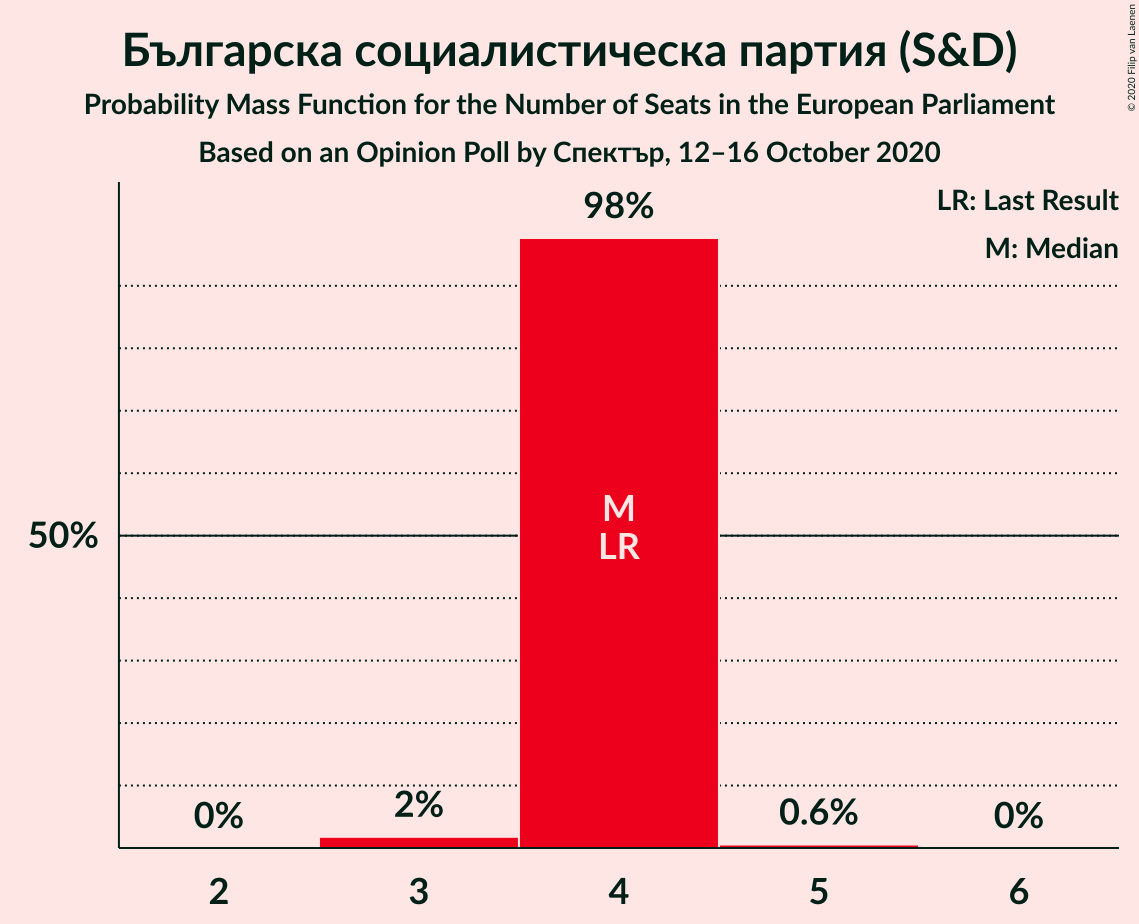 Българска социалистическа партия (S&D)
Probability Mass Function for the Number of Seats in the European Parliament
Based on an Opinion Poll by Спектър, 12–16 October 2020
© 2020 Filip van Laenen
LR: Last Result
M: Median
98%
M
LR
50%
0%
2%
0.6%
0%
2
3
4
5
6